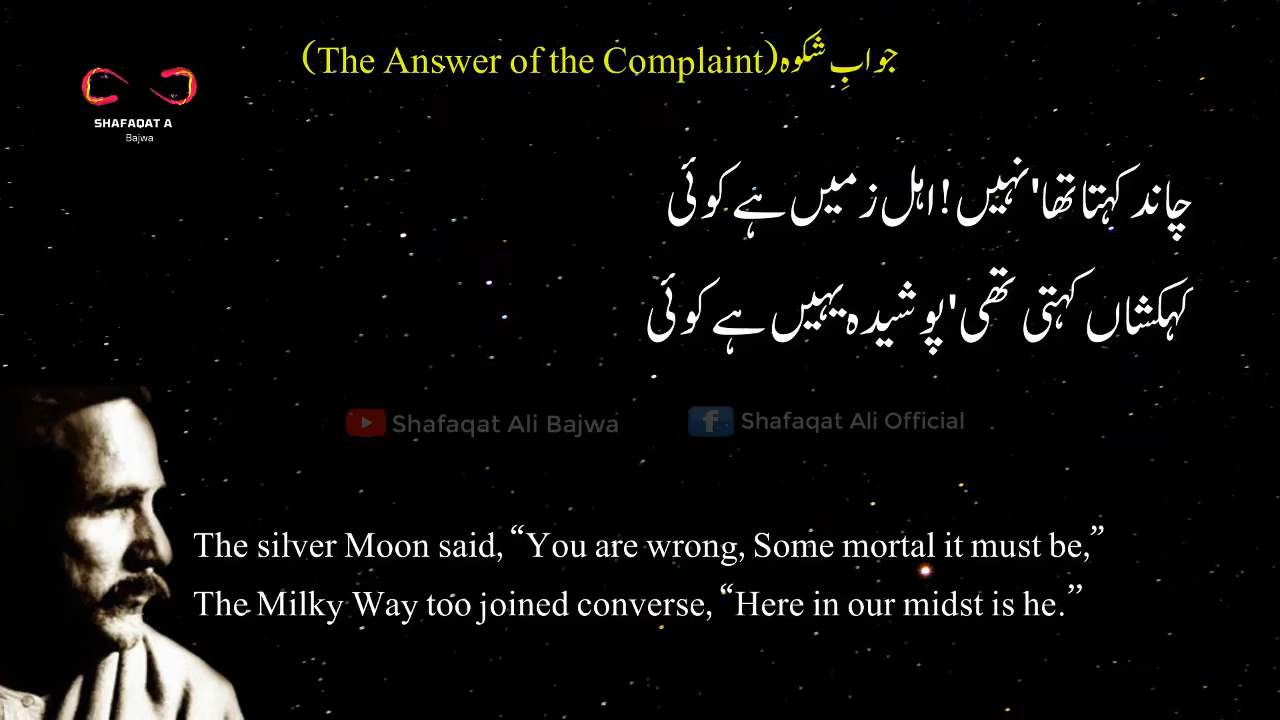 (The Answer of the Complaint)جوابِ شکوہ
SHAFAQAT A
Bajwa
چاند کہتا تھا'نہیں!اہل زمیں ہے کوئی
کہکشاں کہتی تھی'پوشیدہ یہیں ہے کوئی
Shafaqat Ali Bajwa
f Shafaqat Ali Official
The silver Moon said, “You are wrong, Some mortal it must be,”
The Milky Way too joined converse, “Here in our midst is he.”